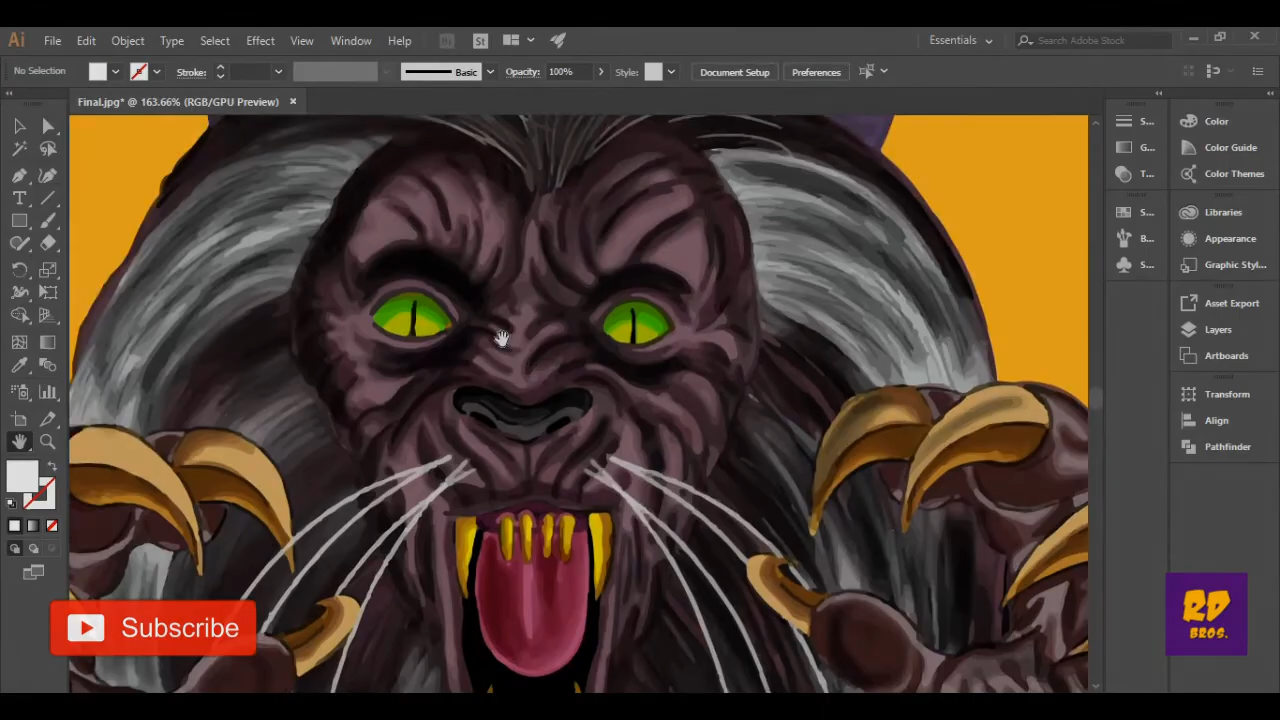 Ai File Edit Object Type Select Effect View Window Help Br St Essentials Search Adobe Stock
No Selection Stroke: Basic Opacity: 100% Style: Document Setup Preferences
Final.jpg* @ 163.66% (RGB/GPU Preview)
S... Color
G... Color Guide
T... Color Themes
S... Libraries
B... Appearance
S... Graphic Styl...
Asset Export
Layers
Artboards
Transform
Align
Pathfinder
Subscribe
RD
BROS.